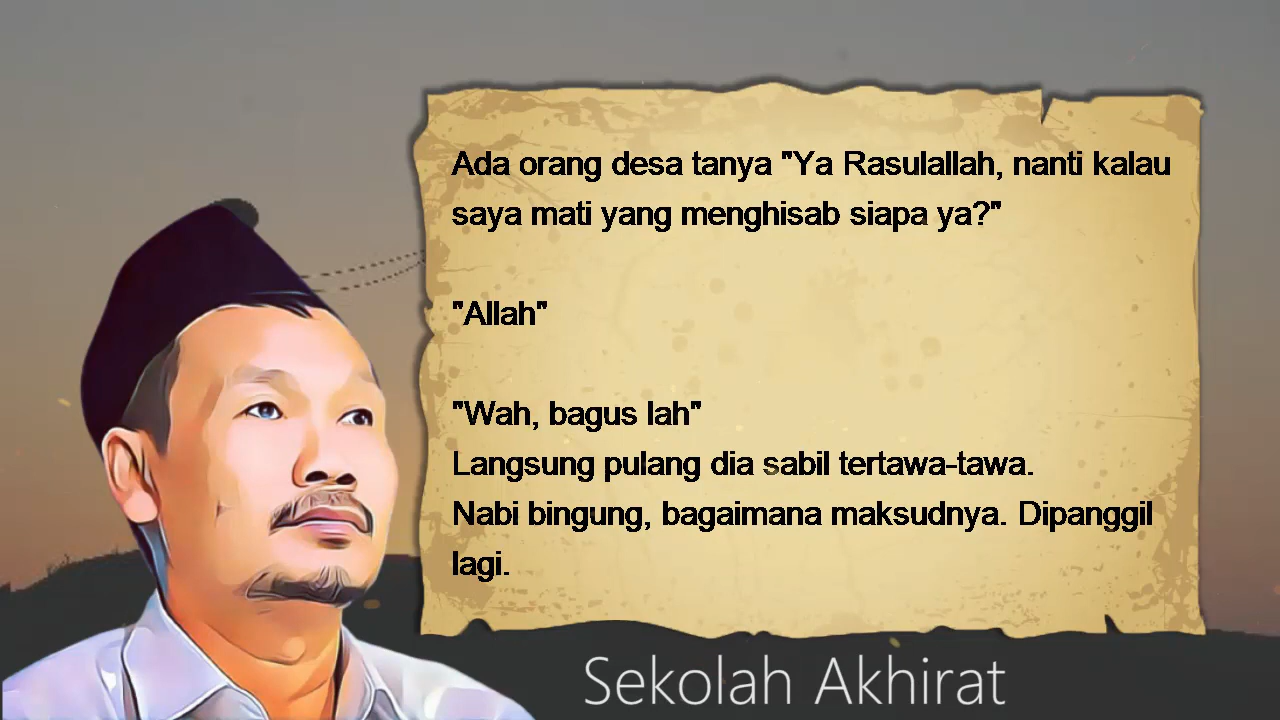 Ada orang desa tanya "Ya Rasulallah, nanti kalau
saya mati yang menghisab siapa ya?"
"Allah"
"Wah, bagus lah"
Langsung pulang dia sabil tertawa-tawa.
Nabi bingung, bagaimana maksudnya. Dipanggil
lagi.
Sekolah Akhirat